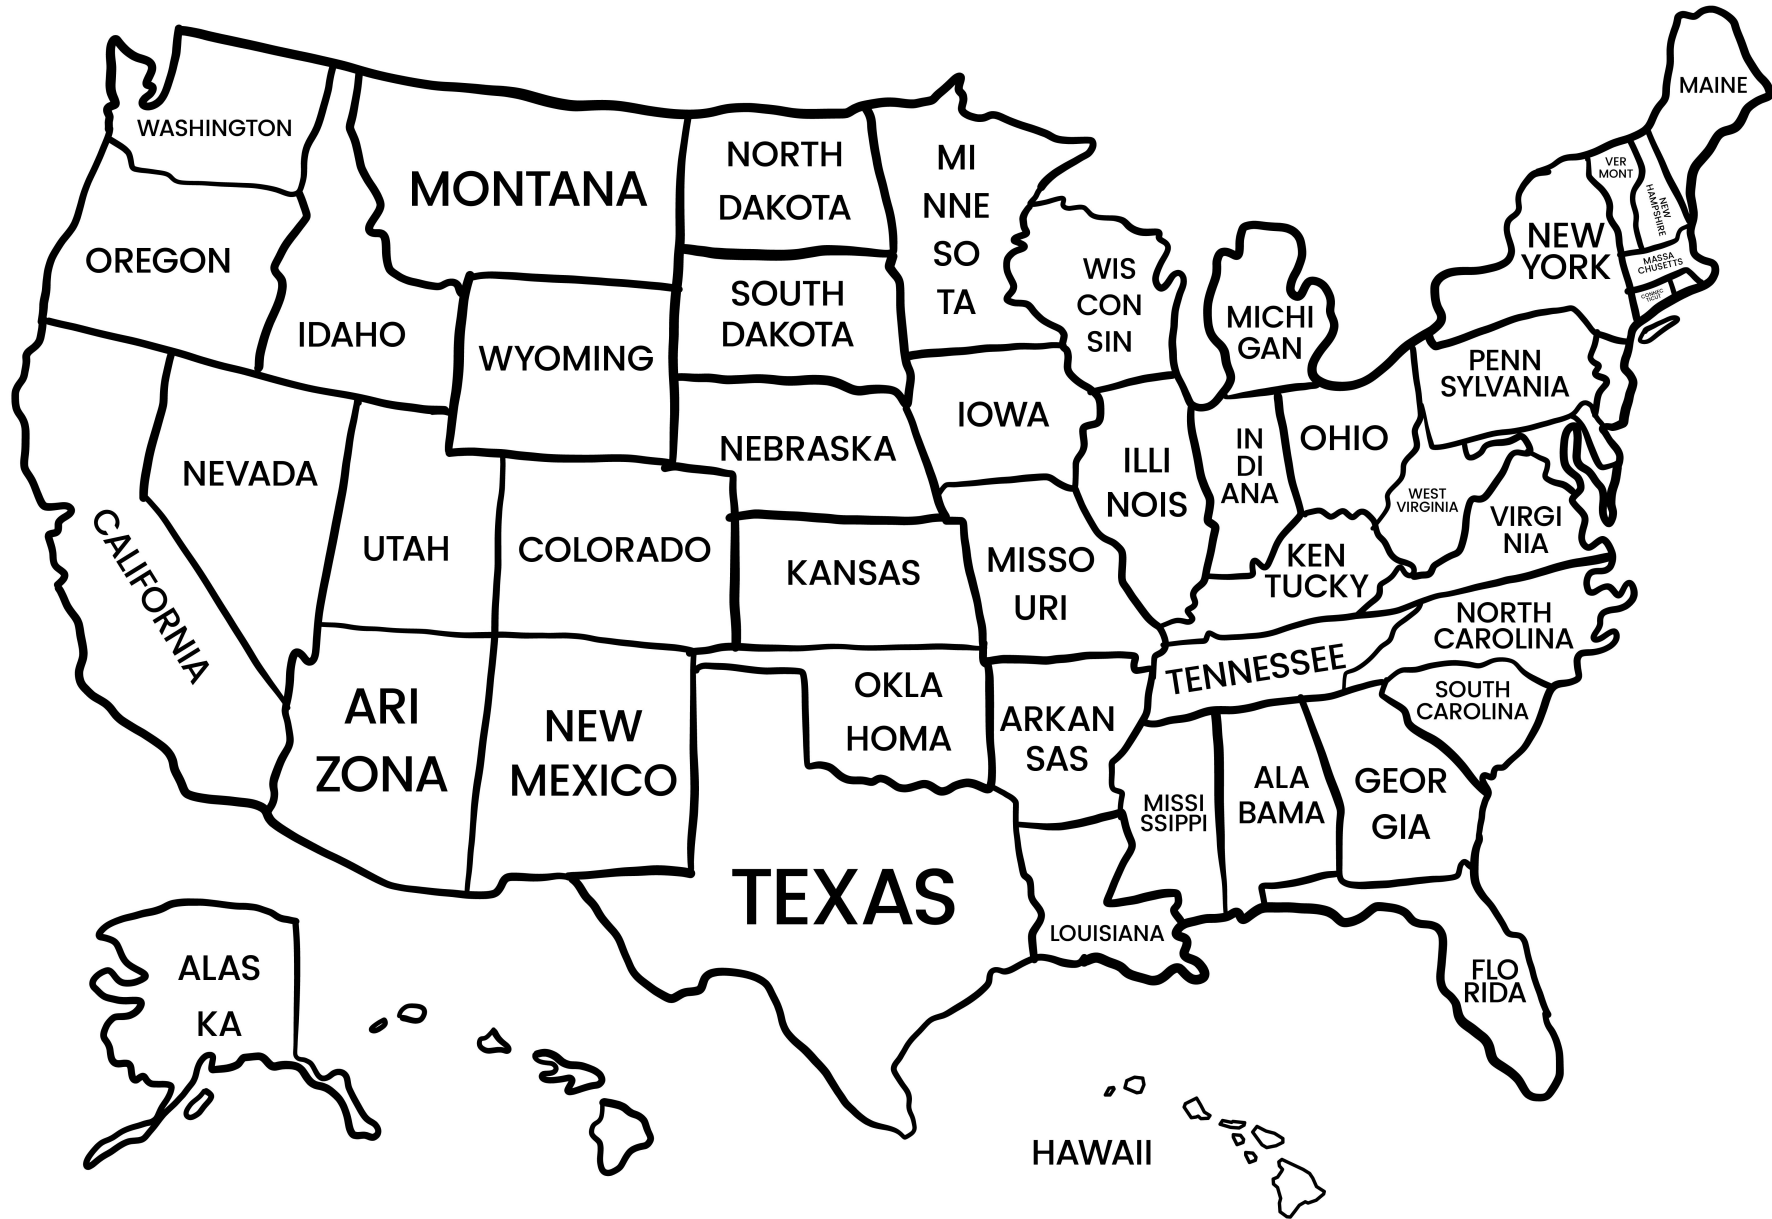 MAINE
WASHINGTON
MONTANA
NORTH
DAKOTA
MI
NNE
SO
TA
VER
MONT
NEW
HAMPSHIRE
NEW
YORK
MASSA
CHUSETTS
CONNEC
TICUT
OREGON
IDAHO
WYOMING
SOUTH
DAKOTA
WIS
CON
SIN
MICHI
GAN
PENN
SYLVANIA
IOWA
NEBRASKA
NEVADA
ILLI
NOIS
IN
DI
ANA
OHIO
WEST
VIRGINIA
VIRGI
NIA
CALIFORNIA
UTAH
COLORADO
KANSAS
MISSO
URI
KEN
TUCKY
NORTH
CAROLINA
TENNESSEE
SOUTH
CAROLINA
ARI
ZONA
NEW
MEXICO
OKLA
HOMA
ARKAN
SAS
MISSI
SSIPPI
ALA
BAMA
GEOR
GIA
TEXAS
LOUISIANA
FLO
RIDA
ALAS
KA
HAWAII